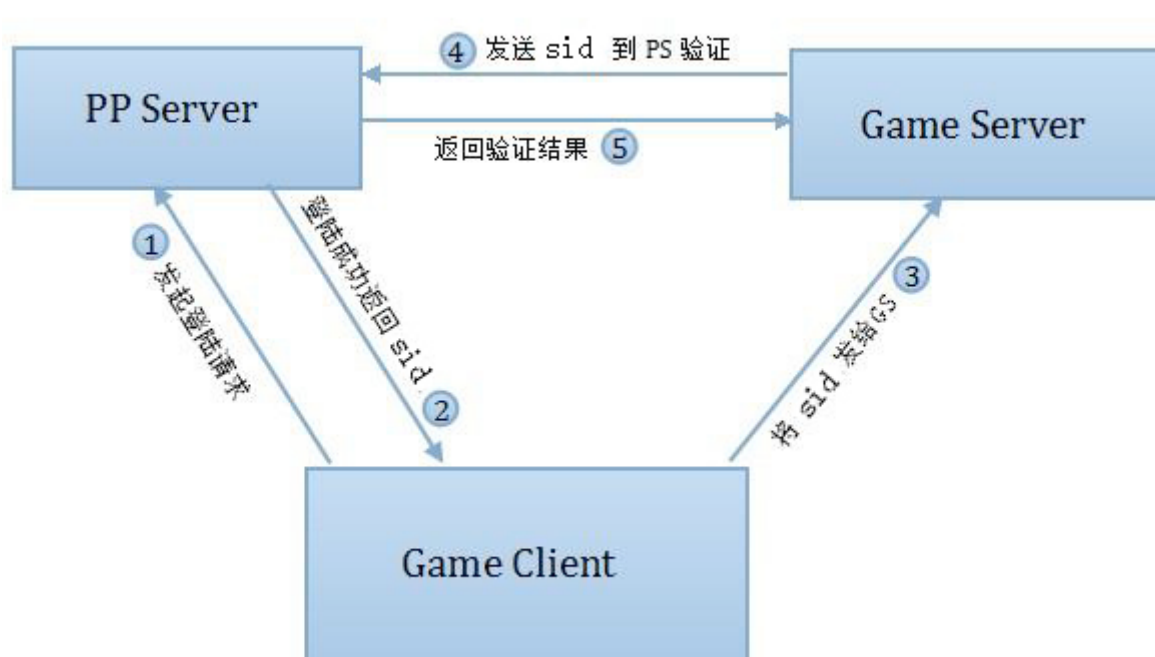 ④ 发送 sid 到 PS 验证
PP Server
Game Server
返回验证结果 ⑤
① 发起登陆请求
登陆成功返回 sid ②
将 sid 发给GS ③
Game Client